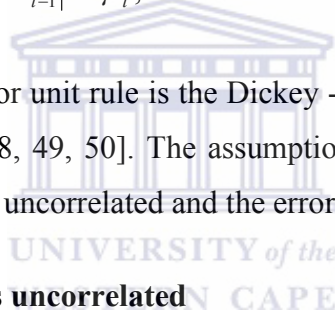 or unit rule is the Dickey -
8, 49, 50]. The assumptio
uncorrelated and the error
UNIVERSITY of the
s uncorrelated
WESTERN CAPE